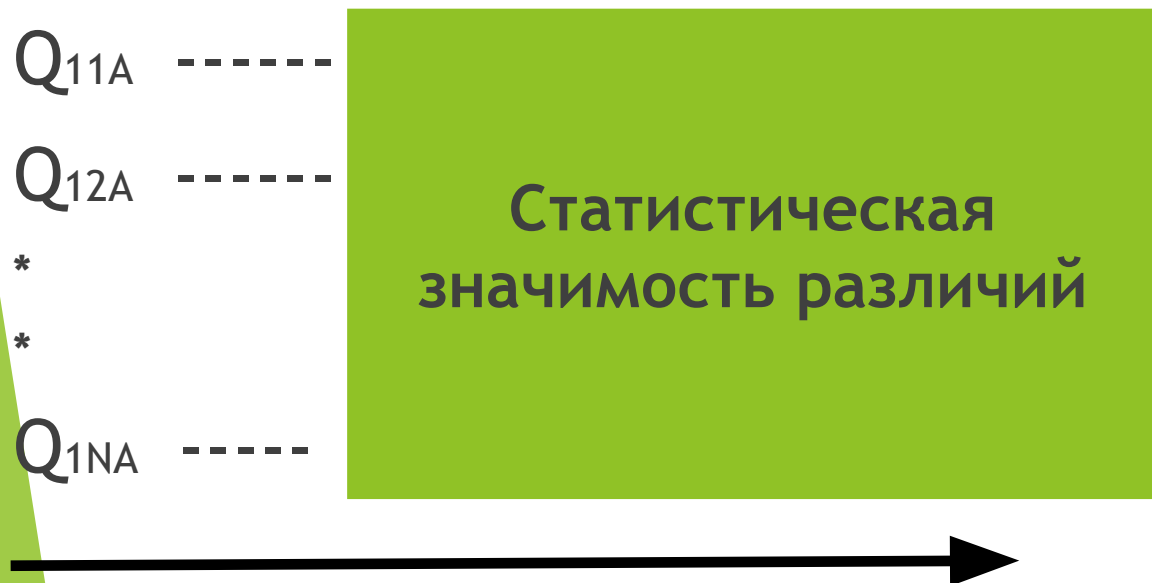 Q11A ------
Q12A ------
Статистическая
значимость различий
*
*
Q1NA -----